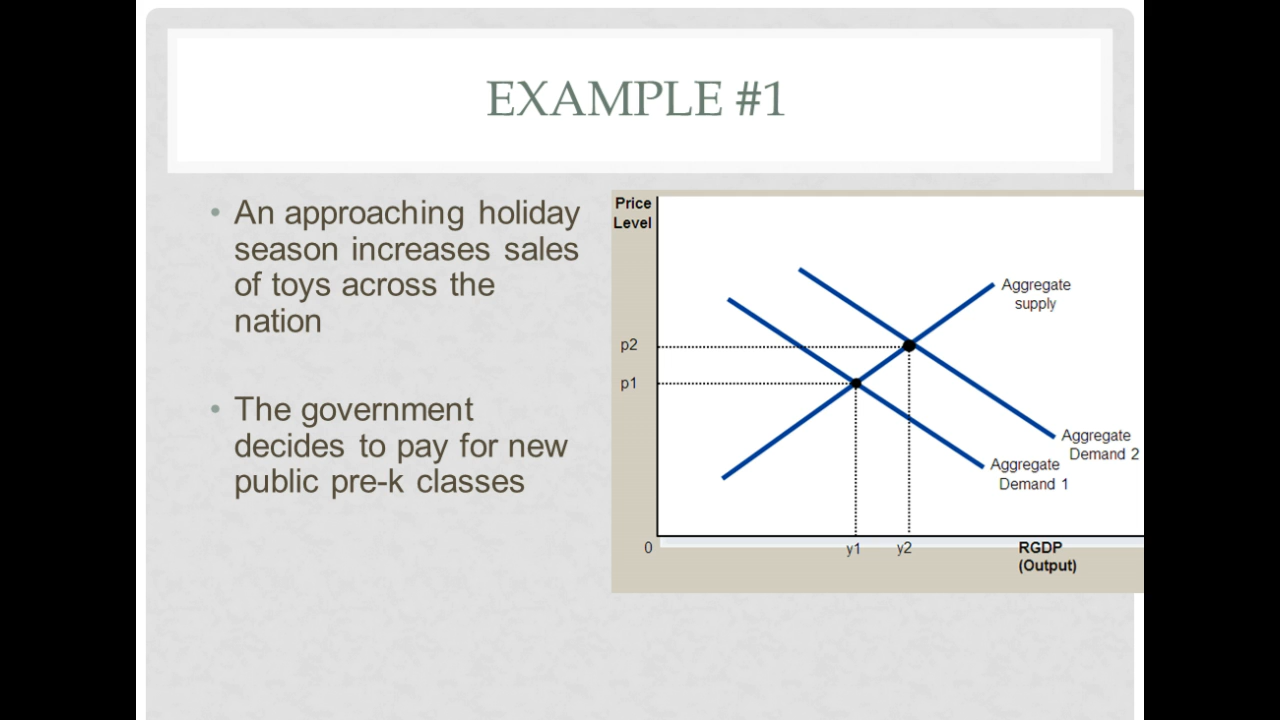 EXAMPLE #1
• An approaching holiday
season increases sales
of toys across the
nation
• The government
decides to pay for new
public pre-k classes
Price
Level
Aggregate
supply
p2
p1
Aggregate
Demand 2
Aggregate
Demand 1
0
y1
y2
RGDP
(Output)